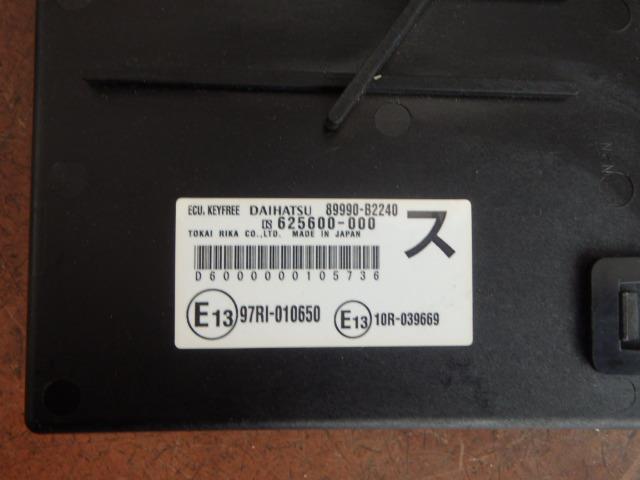 ECU, KEYFREE DAIHATSU 89990-B2240
625600-000
TOKAI RIKA CO.,LTD. MADE IN JAPAN
ス
D6000000105736
E13 97RI-010650
E13 10R-039669